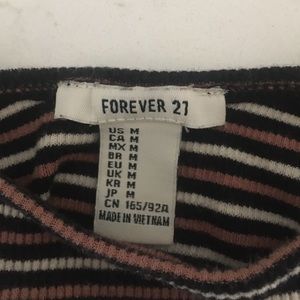 FOREVER 21
US M
CA M
MX M
BR M
EU M
UK M
KR M
JP M
CN 165/92A
MADE IN VIETNAM